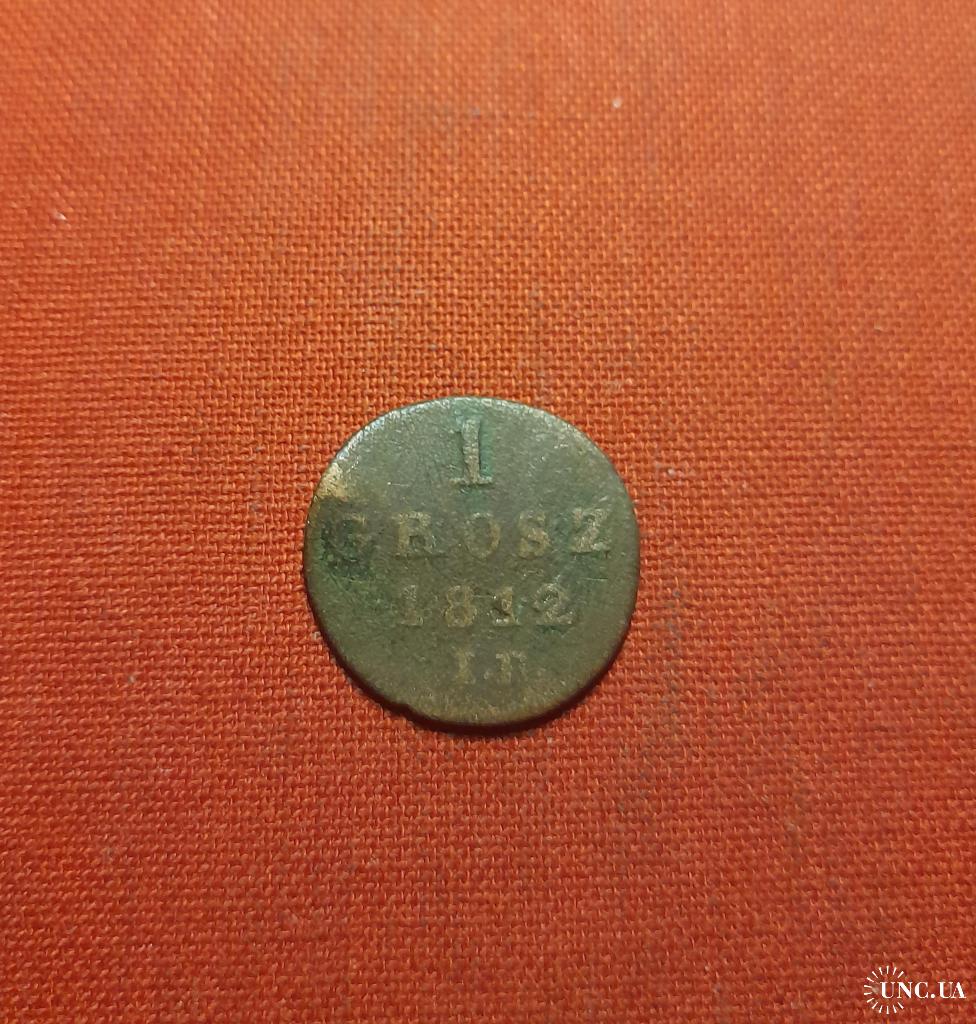 1
GROSZ
1812
I.B.
UNC.UA